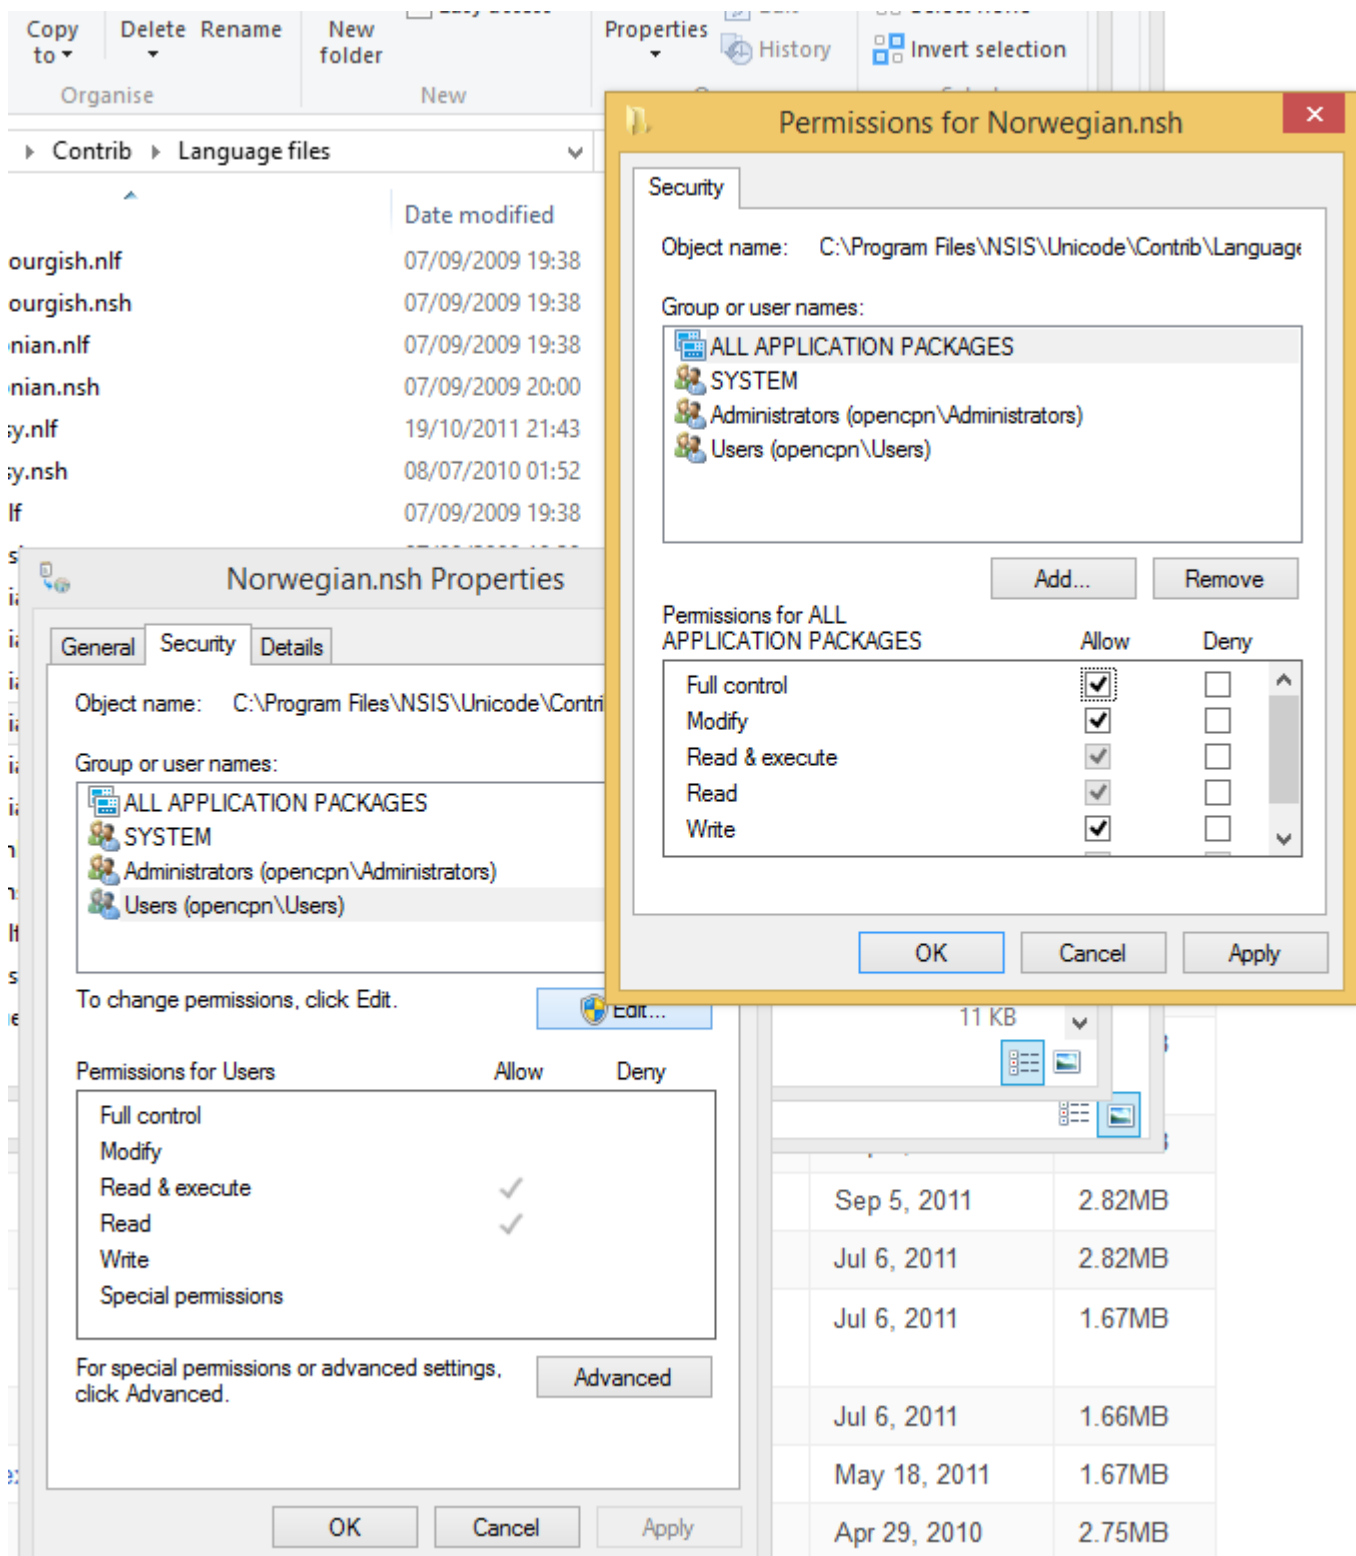 Copy to
Delete
Rename
New folder
Easy access
Properties
Edit
History
Select none
Invert selection
Organise
New
Contrib
Language files
Date modified
ourgish.nlf 07/09/2009 19:38
ourgish.nsh 07/09/2009 19:38
nian.nlf 07/09/2009 19:38
nian.nsh 07/09/2009 20:00
sy.nlf 19/10/2011 21:43
sy.nsh 08/07/2010 01:52
lf 07/09/2009 19:38
Permissions for Norwegian.nsh
Security
Object name: C:\Program Files\NSIS\Unicode\Contrib\Language
Group or user names:
ALL APPLICATION PACKAGES
SYSTEM
Administrators (opencpn\Administrators)
Users (opencpn\Users)
Add...
Remove
Permissions for ALL
APPLICATION PACKAGES Allow Deny
Full control
Modify
Read & execute
Read
Write
OK
Cancel
Apply
Norwegian.nsh Properties
General
Security
Details
Object name: C:\Program Files\NSIS\Unicode\Contri
Group or user names:
ALL APPLICATION PACKAGES
SYSTEM
Administrators (opencpn\Administrators)
Users (opencpn\Users)
To change permissions, click Edit.
Edit...
Permissions for Users Allow Deny
Full control
Modify
Read & execute
Read
Write
Special permissions
For special permissions or advanced settings,
click Advanced.
Advanced
OK
Cancel
Apply
11 KB
Sep 5, 2011 2.82MB
Jul 6, 2011 2.82MB
Jul 6, 2011 1.67MB
Jul 6, 2011 1.66MB
May 18, 2011 1.67MB
Apr 29, 2010 2.75MB